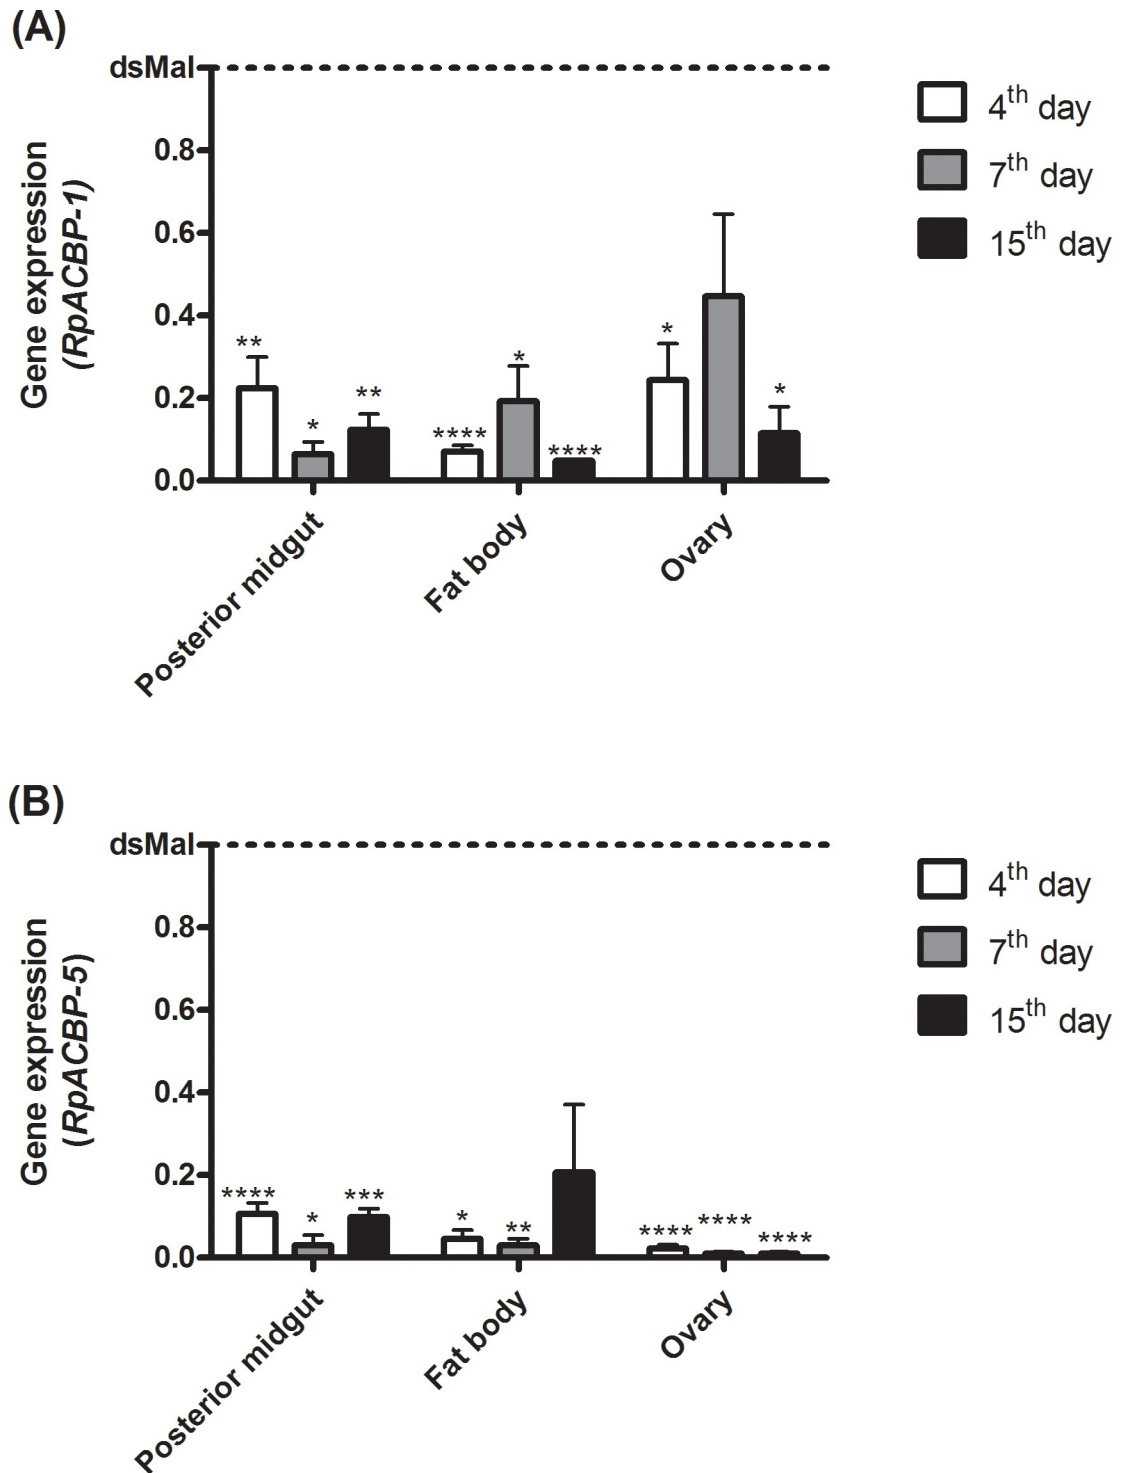 (A)
dsMal
0.8
0.6
0.4
0.2
0.0
Gene expression
(RpACBP-1)
**
*
**
****
*
****
*
*
Posterior midgut
Fat body
Ovary
4th day
7th day
15th day
(B)
dsMal
0.8
0.6
0.4
0.2
0.0
Gene expression
(RpACBP-5)
****
*
***
*
**
****
****
****
Posterior midgut
Fat body
Ovary
4th day
7th day
15th day